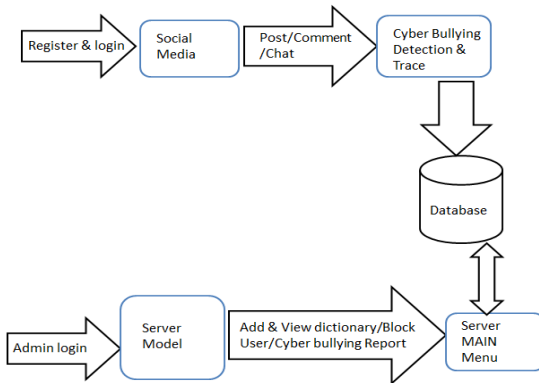 Register & login
Social
Media
Post/Comment
/Chat
Cyber Bullying
Detection &
Trace
Database
Admin login
Server
Model
Add & View dictionary/Block
User/Cyber bullying Report
Server
MAIN
Menu